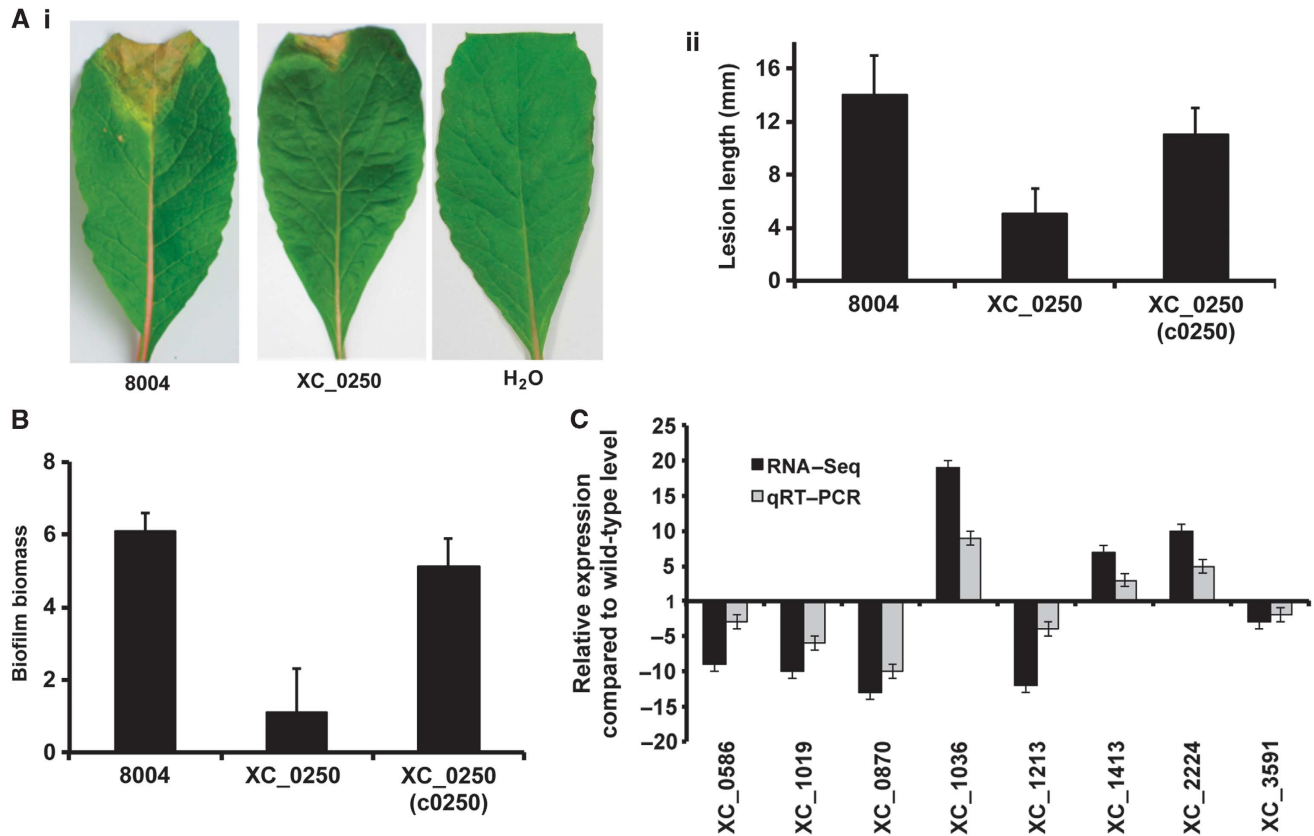 A i
8004
XC_0250
H₂O
ii
Lesion length (mm)
16
12
8
4
0
8004
XC_0250
XC_0250
(c0250)
B
Biofilm biomass
8
6
4
2
0
8004
XC_0250
XC_0250
(c0250)
C
Relative expression
compared to wild-type level
25
20
15
10
5
1
–5
–10
–15
–20
RNA–Seq
qRT–PCR
XC_0586
XC_1019
XC_0870
XC_1036
XC_1213
XC_1413
XC_2224
XC_3591